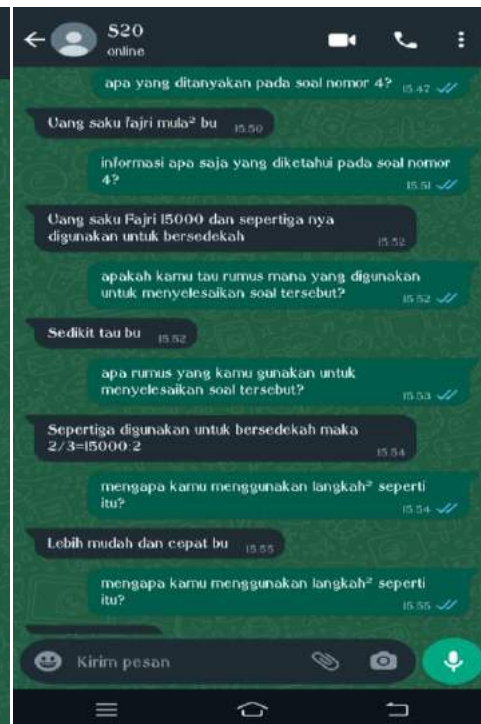 S20
online
apa yang ditanyakan pada soal nomor 4? 15.47
Uang saku fajri mula² bu 15.50
informasi apa saja yang diketahui pada soal nomor
4? 15.51
Uang saku Fajri 15000 dan sepertiga nya
digunakan untuk bersedekah 15.52
apakah kamu tau rumus mana yang digunakan
untuk menyelesaikan soal tersebut? 15.52
Sedikit tau bu 15.52
apa rumus yang kamu gunakan untuk
menyelesaikan soal tersebut? 15.53
Sepertiga digunakan untuk bersedekah maka
2/3=15000:2 15.54
mengapa kamu menggunakan langkah² seperti
itu? 15.54
Lebih mudah dan cepat bu 15.55
mengapa kamu menggunakan langkah² seperti
itu? 15.55
Kirim pesan